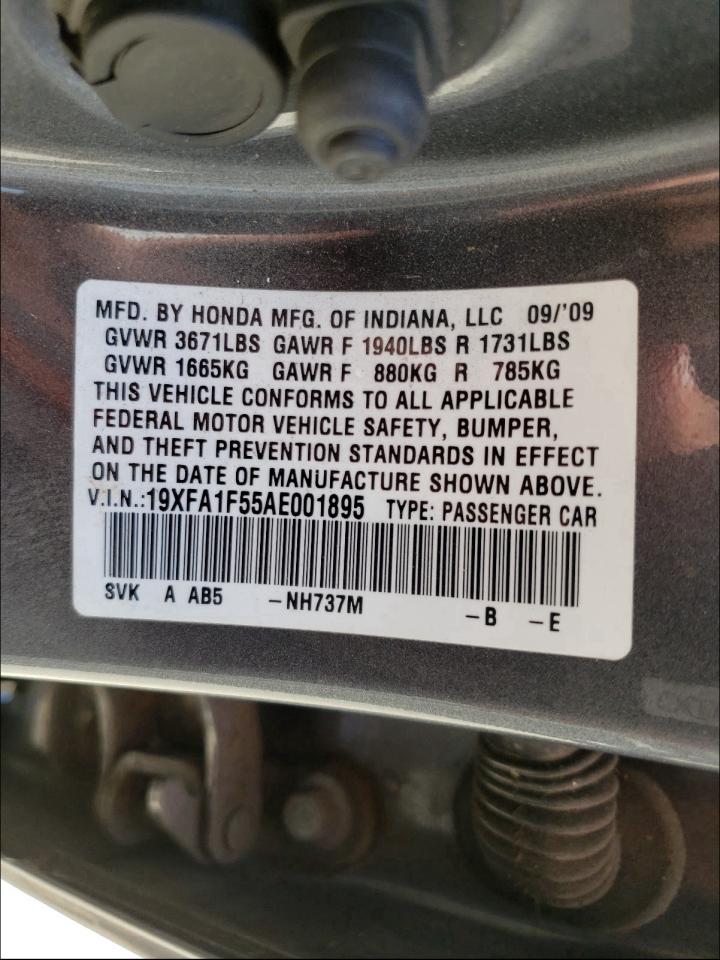 MFD. BY HONDA MFG. OF INDIANA, LLC 09/'09
GVWR 3671LBS GAWR F 1940LBS R 1731LBS
GVWR 1665KG GAWR F 880KG R 785KG
THIS VEHICLE CONFORMS TO ALL APPLICABLE
FEDERAL MOTOR VEHICLE SAFETY, BUMPER,
AND THEFT PREVENTION STANDARDS IN EFFECT
ON THE DATE OF MANUFACTURE SHOWN ABOVE.
V.I.N.:19XFA1F55AE001895 TYPE: PASSENGER CAR
SVK A AB5 -NH737M -B -E